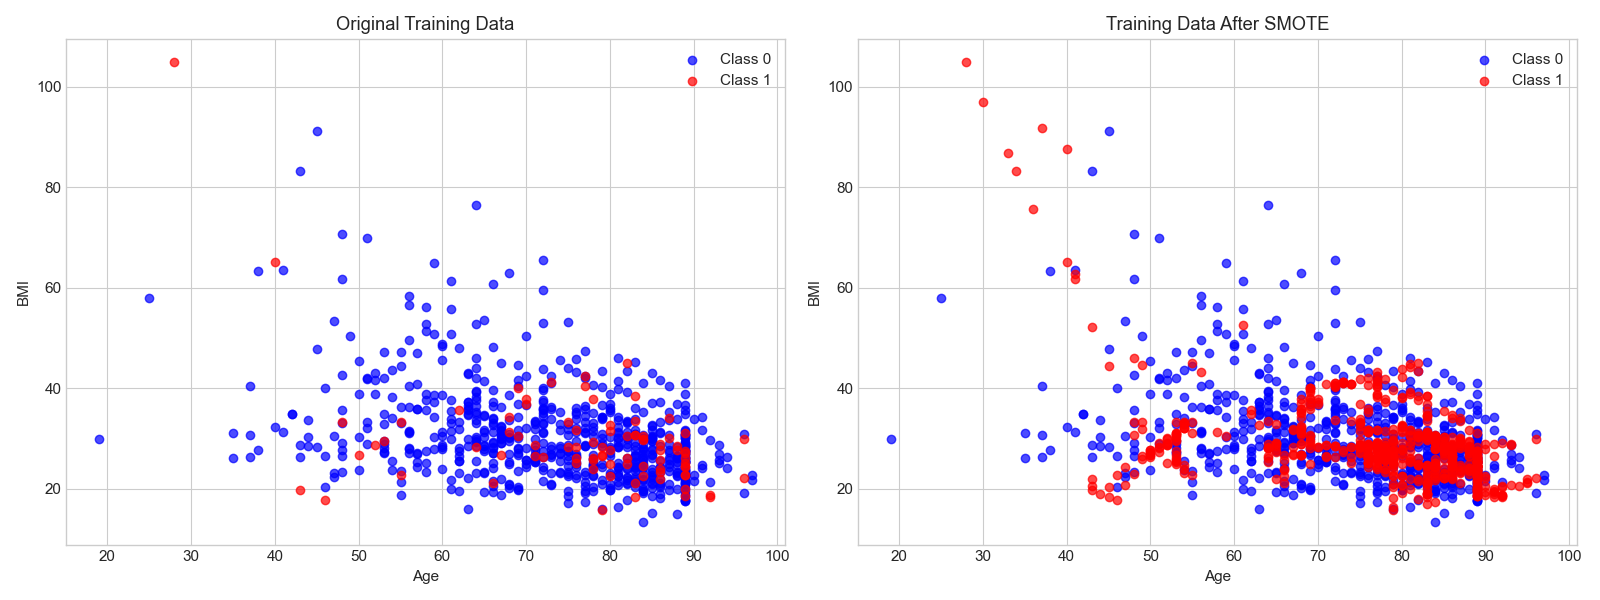 Original Training Data
Class 0
Class 1
100
80
60
40
20
BMI
20 30 40 50 60 70 80 90 100
Age
Training Data After SMOTE
Class 0
Class 1
100
80
60
40
20
BMI
20 30 40 50 60 70 80 90 100
Age